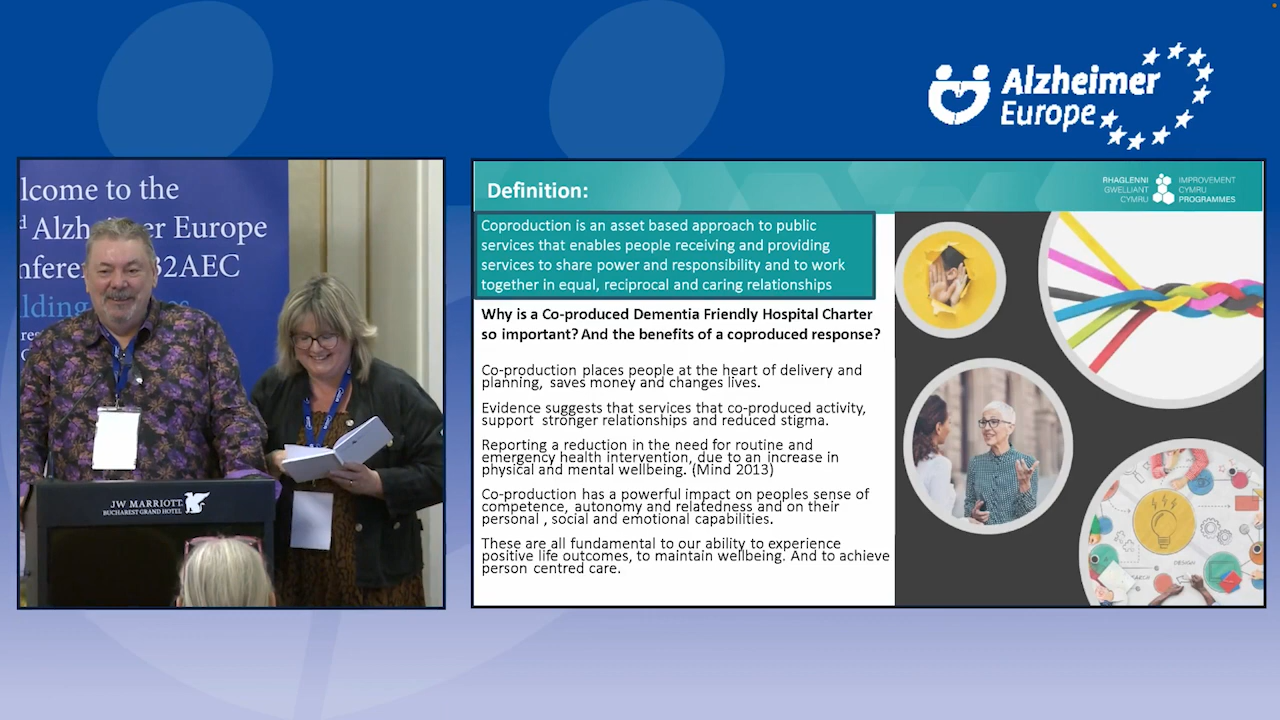 Alzheimer
Europe
lcome to the
d Alzh er Europe
nferen 32AEC
JW MARRIOTT
BUCHAREST GRAND HOTEL
Definition:
RHAGLENNI
GWELLIANT
CYMRU
IMPROVEMENT
CYMRU
PROGRAMMES
Coproduction is an asset based approach to public
services that enables people receiving and providing
services to share power and responsibility and to work
together in equal, reciprocal and caring relationships
Why is a Co-produced Dementia Friendly Hospital Charter
so important? And the benefits of a coproduced response?
Co-production places people at the heart of delivery and
planning, saves money and changes lives.
Evidence suggests that services that co-produced activity,
support stronger relationships and reduced stigma.
Reporting a reduction in the need for routine and
emergency health intervention, due to an increase in
physical and mental wellbeing. (Mind 2013)
Co-production has a powerful impact on peoples sense of
competence, autonomy and relatedness and on their
personal , social and emotional capabilities.
These are all fundamental to our ability to experience
positive life outcomes, to maintain wellbeing. And to achieve
person centred care.
DESIGN